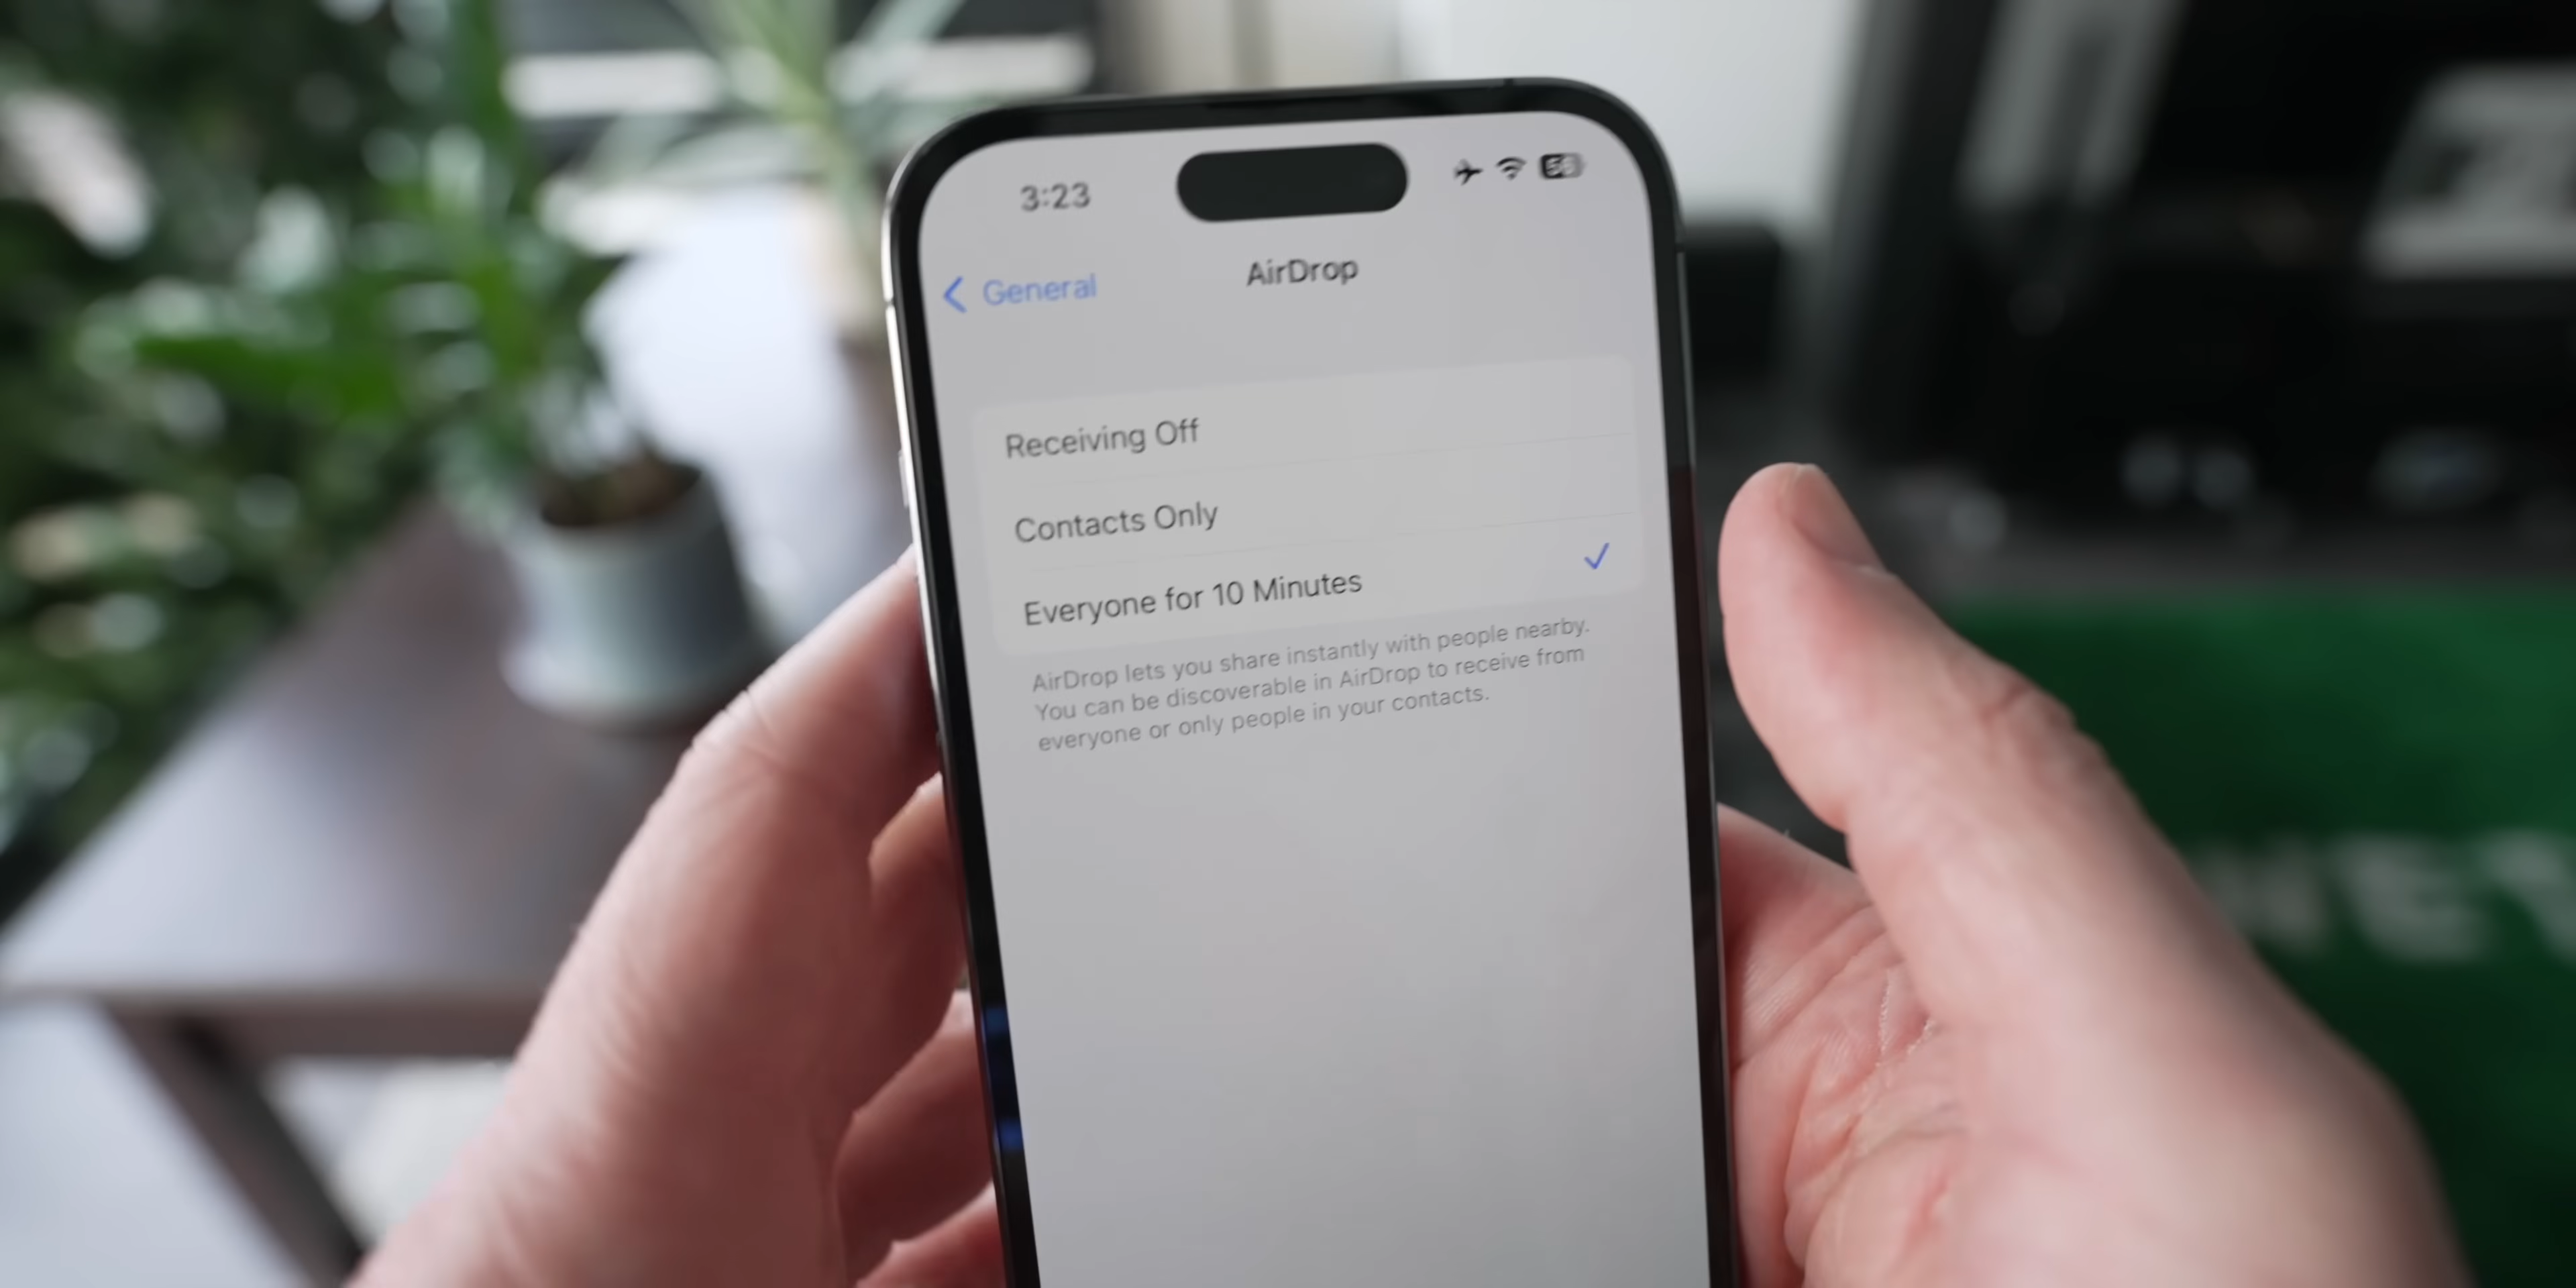 3:23
General
AirDrop
Receiving Off
Contacts Only
Everyone for 10 Minutes
AirDrop lets you share instantly with people nearby.
You can be discoverable in AirDrop to receive from
everyone or only people in your contacts.